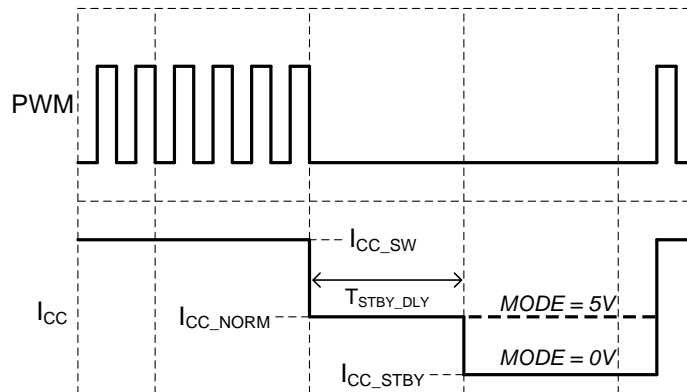 PWM
I_CC_SW
T_STBY_DLY
MODE = 5V
I_CC
I_CC_NORM
MODE = 0V
I_CC_STBY